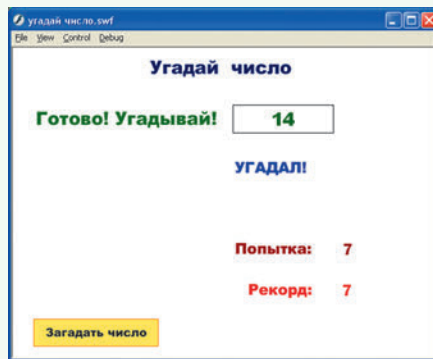 угадай число.swf
File View Control Debug
Угадай число
Готово! Угадывай! 14
УГАДАЛ!
Попытка: 7
Рекорд: 7
Загадать число